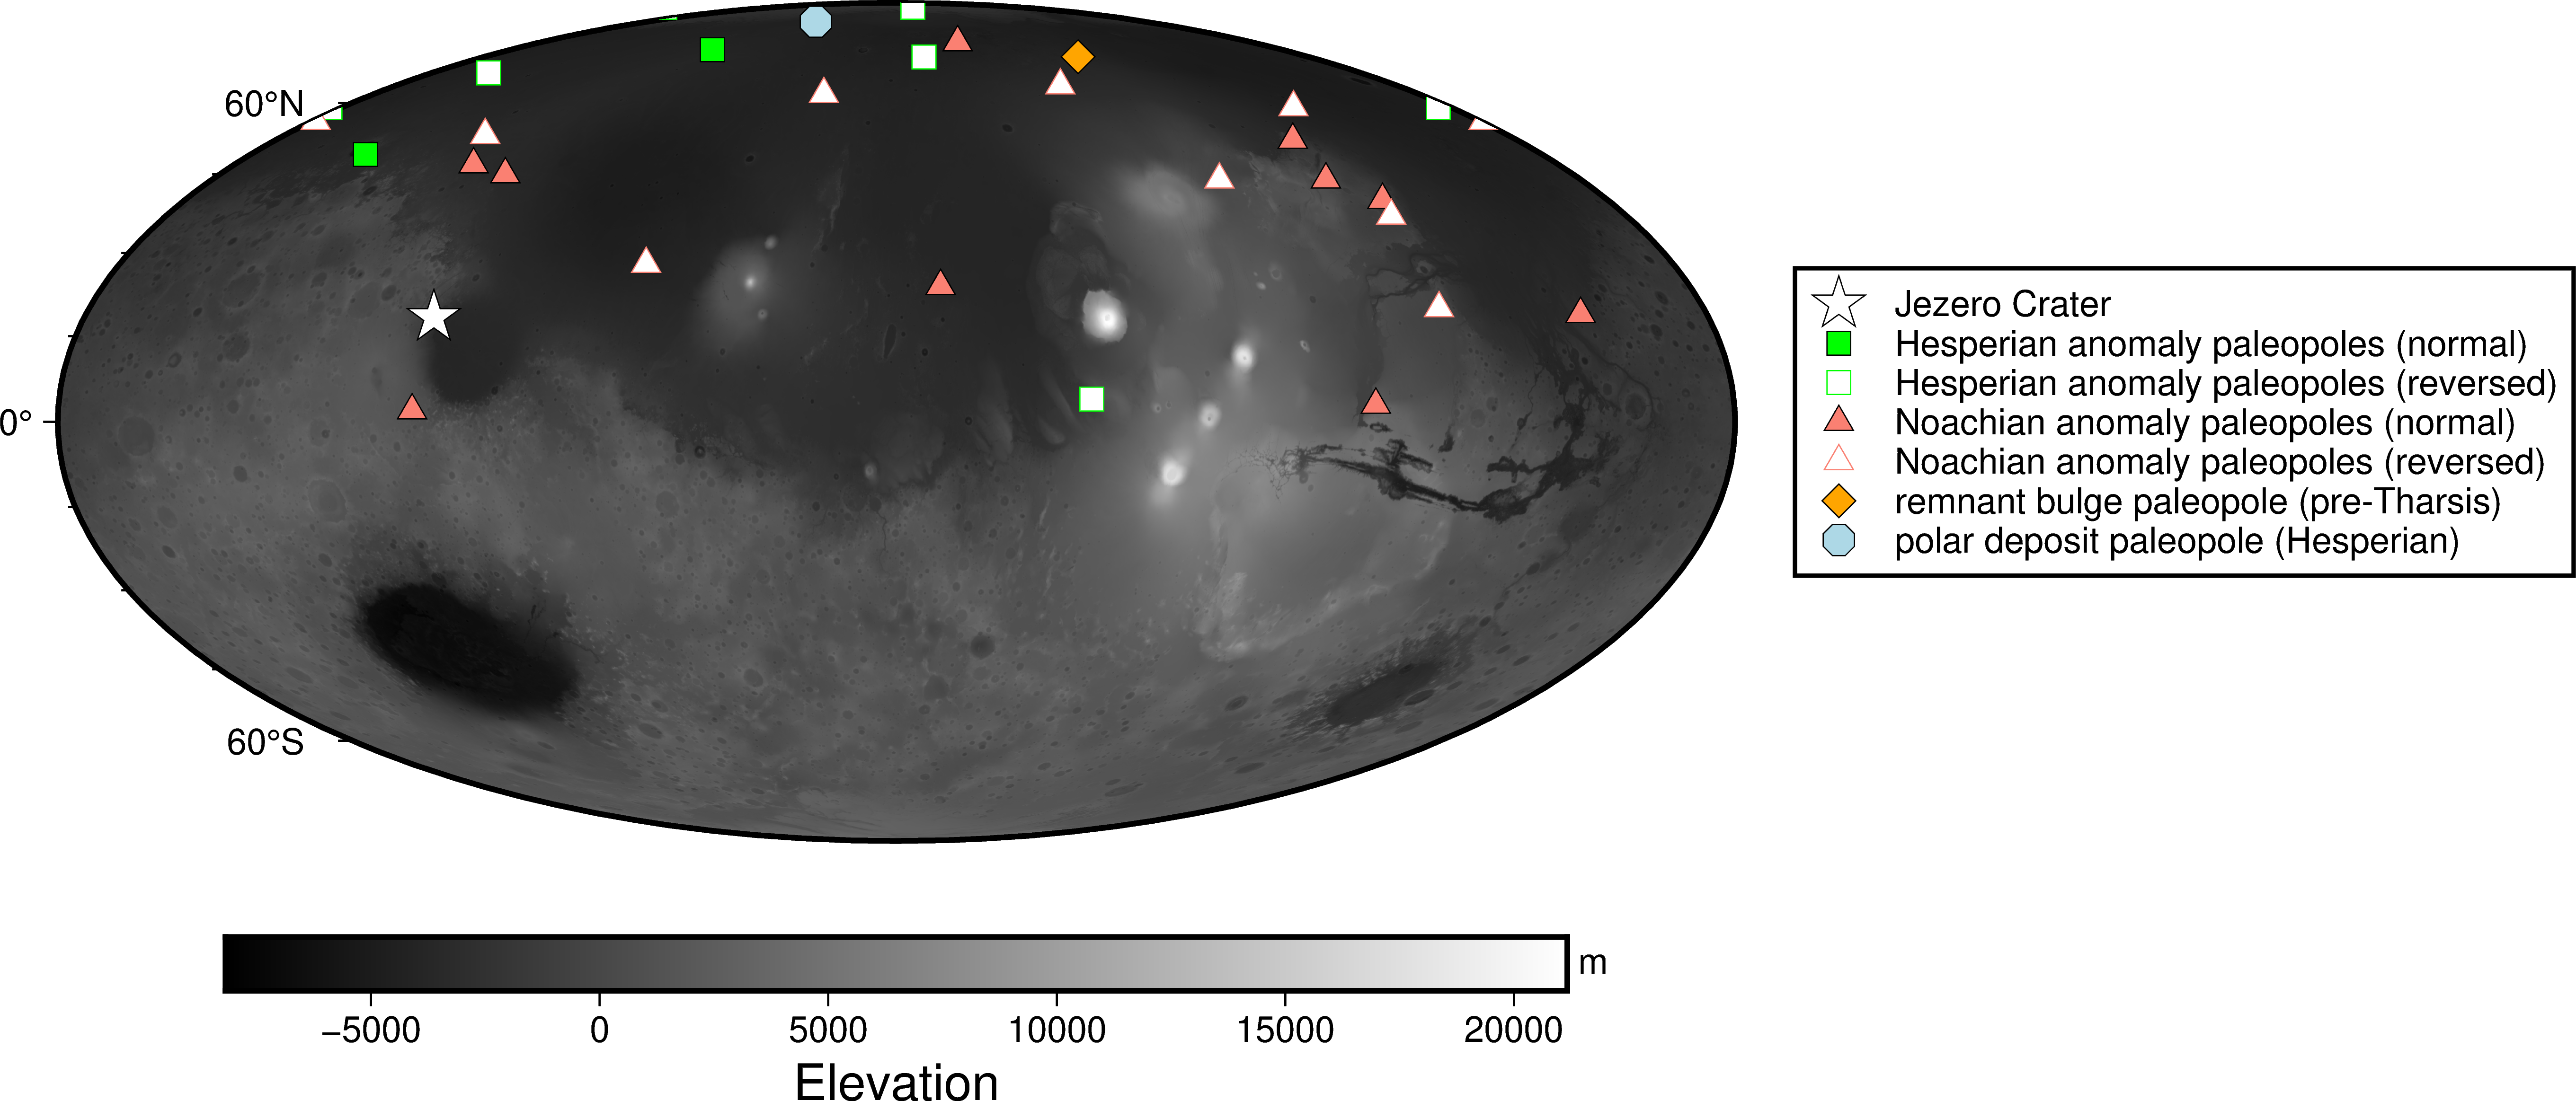 60°N
0°
60°S
Jezero Crater
Hesperian anomaly paleopoles (normal)
Hesperian anomaly paleopoles (reversed)
Noachian anomaly paleopoles (normal)
Noachian anomaly paleopoles (reversed)
remnant bulge paleopole (pre-Tharsis)
polar deposit paleopole (Hesperian)
m
−5000 0 5000 10000 15000 20000
Elevation